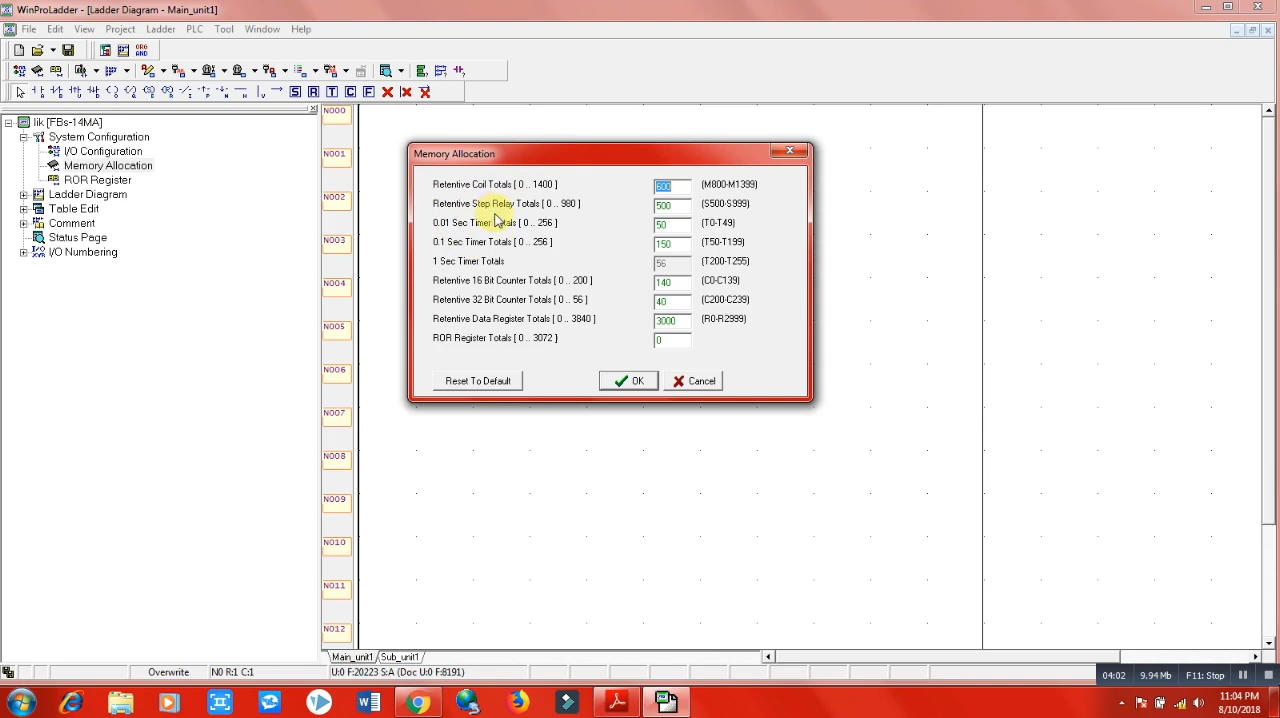 WinProLadder - [Ladder Diagram - Main_unit1]
File Edit View Project Ladder PLC Tool Window Help
ORG
AND
S R T C F
lik [FBs-14MA]
System Configuration
I/O Configuration
Memory Allocation
ROR Register
Ladder Diagram
Table Edit
Comment
Status Page
I/O Numbering
N000
N001
N002
N003
N004
N005
N006
N007
N008
N009
N010
N011
N012
Memory Allocation
Retentive Coil Totals [ 0 .. 1400 ] 600 (M800-M1399)
Retentive Step Relay Totals [ 0 .. 980 ] 500 (S500-S999)
0.01 Sec Timer Totals [ 0 .. 256 ] 50 (T0-T49)
0.1 Sec Timer Totals [ 0 .. 256 ] 150 (T50-T199)
1 Sec Timer Totals 56 (T200-T255)
Retentive 16 Bit Counter Totals [ 0 .. 200 ] 140 (C0-C139)
Retentive 32 Bit Counter Totals [ 0 .. 56 ] 40 (C200-C239)
Retentive Data Register Totals [ 0 .. 3840 ] 3000 (R0-R2999)
ROR Register Totals [ 0 .. 3072 ] 0
Reset To Default OK Cancel
Main_unit1 Sub_unit1
Overwrite N0 R:1 C:1 U:0 F:20223 S:A (Doc U:0 F:8191)
04:02 9.94 Mb F11: Stop
11:04 PM
8/10/2018